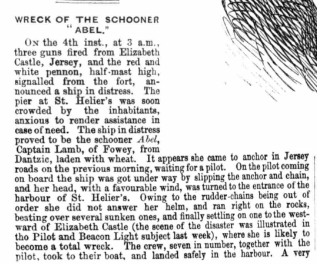 WRECK OF THE SCHOONER
"ABEL."
ON the 4th inst., at 3 a.m.,
three guns fired from Elizabeth
Castle, Jersey, and the red and
white pennon, half-mast high,
signalled from the fort, an-
nounced a ship in distress. The
pier at St. Helier's was soon
crowded by the inhabitants,
anxious to render assistance in
case of need. The ship in distress
proved to be the schooner Abel,
Captain Lamb, of Fowey, from
Dantzic, laden with wheat. It appears she came to anchor in Jersey
roads on the previous morning, waiting for a pilot. On the pilot coming
on board the ship was got under way by slipping the anchor and chain,
and her head, with a favourable wind, was turned to the entrance of the
harbour of St. Helier's. Owing to the rudder-chains being out of
order she did not answer her helm, and ran right on the rocks,
beating over several sunken ones, and finally settling on one to the west-
ward of Elizabeth Castle (the scene of disaster was illustrated in
the Pilot and Beacon Light subject last week), where she is likely to
become a total wreck. The crew, seven in number, together with the
pilot, took to their boat, and landed safely in the harbour. A very